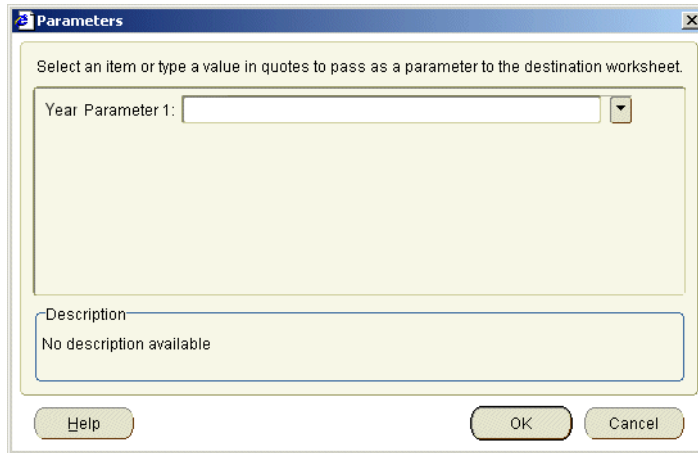 Parameters
Select an item or type a value in quotes to pass as a parameter to the destination worksheet.
Year Parameter 1:
Description
No description available
Help OK Cancel